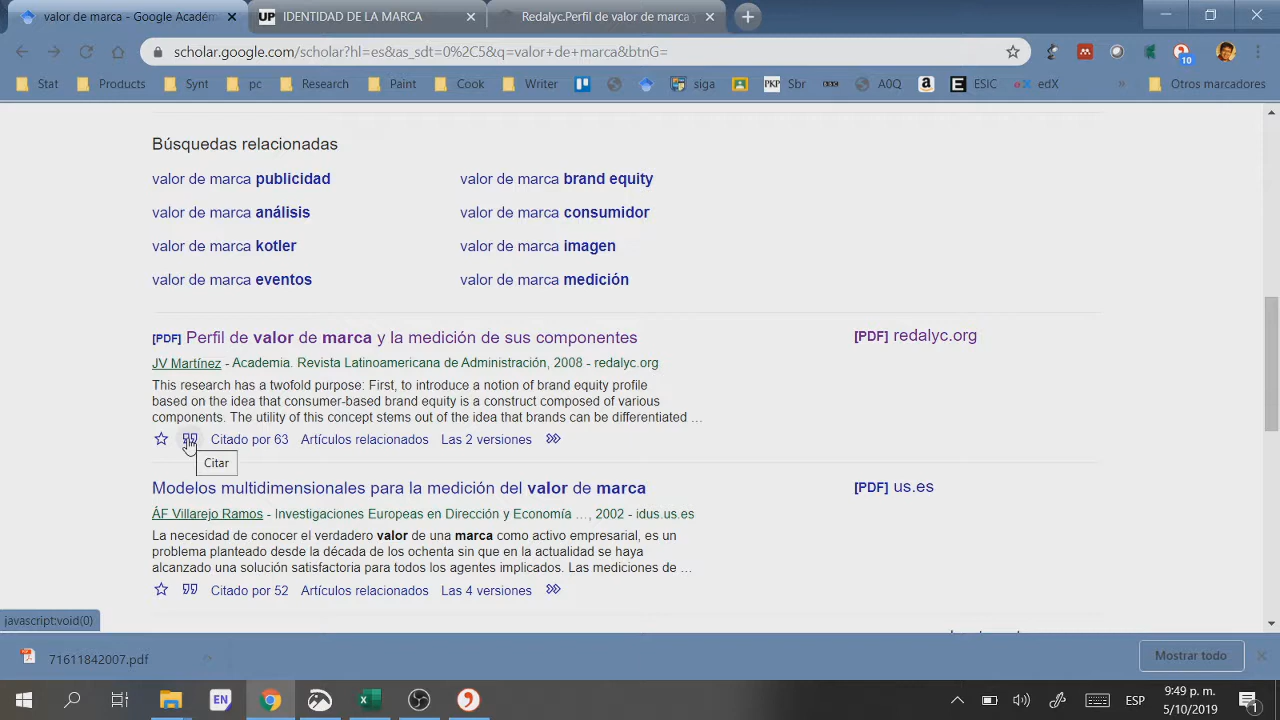 valor de marca - Google Académ
IDENTIDAD DE LA MARCA
Redalyc.Perfil de valor de marca
scholar.google.com/scholar?hl=es&as_sdt=0%2C5&q=valor+de+marca&btnG=
10
Stat
Products
Synt
pc
Research
Paint
Cook
Writer
siga
PKP
Sbr
A0Q
a
E
ESIC
edX
»
Otros marcadores
Búsquedas relacionadas
valor de marca publicidad
valor de marca brand equity
valor de marca análisis
valor de marca consumidor
valor de marca kotler
valor de marca imagen
valor de marca eventos
valor de marca medición
[PDF] Perfil de valor de marca y la medición de sus componentes
[PDF] redalyc.org
JV Martínez - Academia. Revista Latinoamericana de Administración, 2008 - redalyc.org
This research has a twofold purpose: First, to introduce a notion of brand equity profile
based on the idea that consumer-based brand equity is a construct composed of various
components. The utility of this concept stems out of the idea that brands can be differentiated ...
Citado por 63 Artículos relacionados Las 2 versiones
Citar
Modelos multidimensionales para la medición del valor de marca
[PDF] us.es
ÁF Villarejo Ramos - Investigaciones Europeas en Dirección y Economía …, 2002 - idus.us.es
La necesidad de conocer el verdadero valor de una marca como activo empresarial, es un
problema planteado desde la década de los ochenta sin que en la actualidad se haya
alcanzado una solución satisfactoria para todos los agentes implicados. Las mediciones de ...
Citado por 52 Artículos relacionados Las 4 versiones
javascript:void(0)
71611842007.pdf
Mostrar todo
EN
ESP
9:49 p. m.
5/10/2019
1